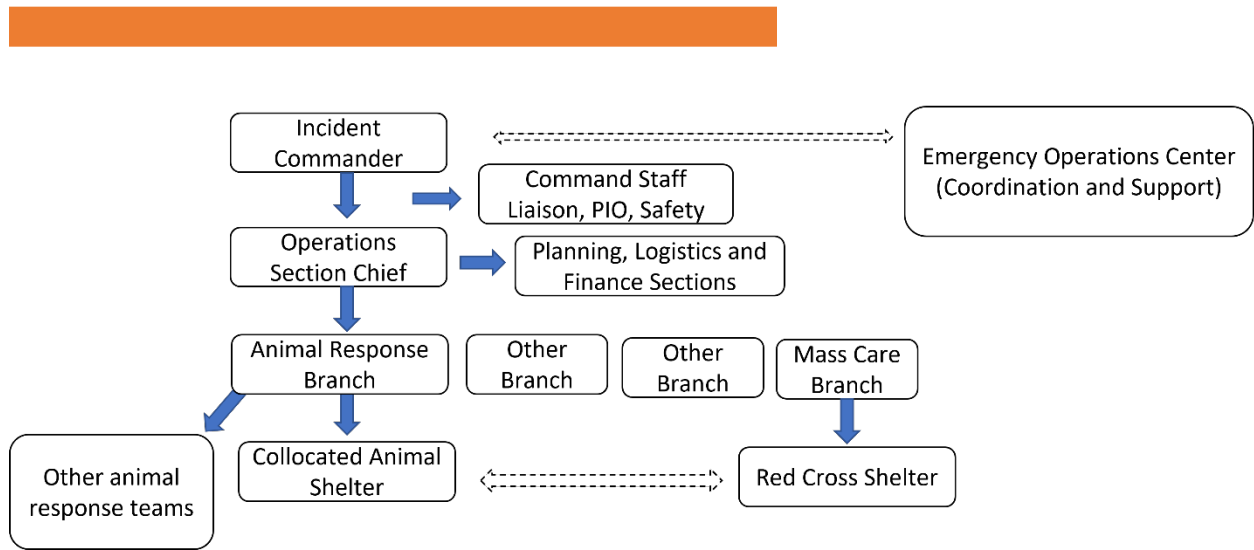 Incident
Commander
Emergency Operations Center
(Coordination and Support)
Command Staff
Liaison, PIO, Safety
Operations
Section Chief
Planning, Logistics and
Finance Sections
Animal Response
Branch
Other
Branch
Other
Branch
Mass Care
Branch
Other animal
response teams
Collocated Animal
Shelter
Red Cross Shelter